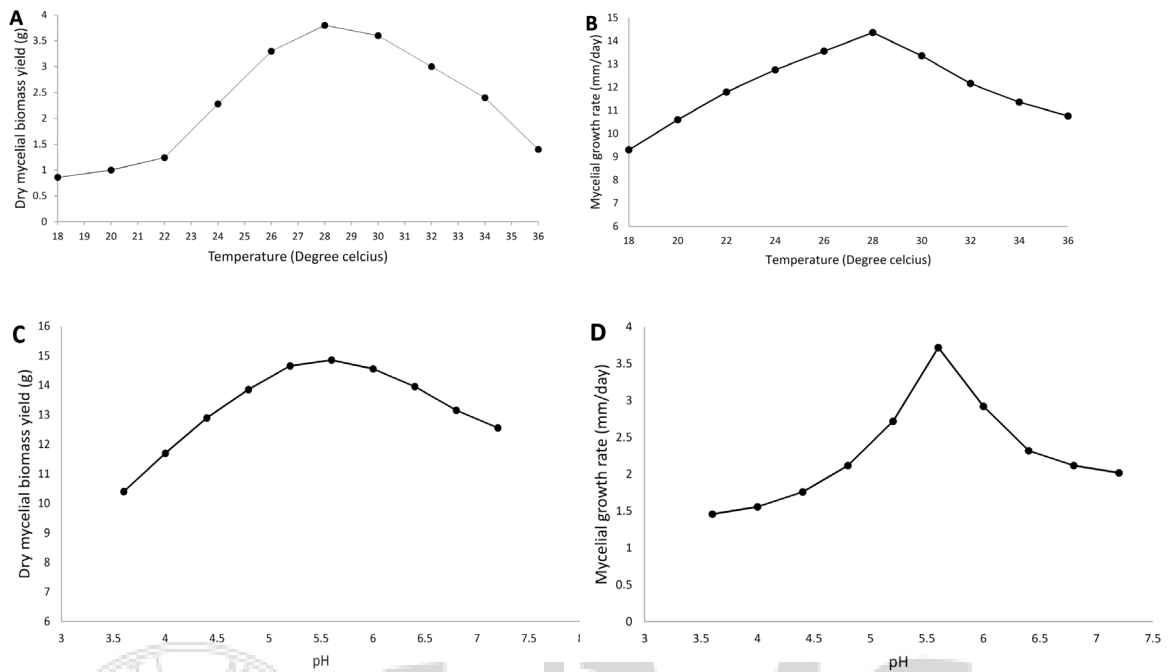 A
Dry mycelial biomass yield (g)
4
3.5
3
2.5
2
1.5
1
0.5
0
18 19 20 21 22 23 24 25 26 27 28 29 30 31 32 33 34 35 36
Temperature (Degree celcius)
B
Mycelial growth rate (mm/day)
15
14
13
12
11
10
9
8
7
6
18 20 22 24 26 28 30 32 34 36
Temperature (Degree celcius)
C
Dry mycelial biomass yield (g)
16
15
14
13
12
11
10
9
8
7
6
3 3.5 4 4.5 5 5.5 6 6.5 7 7.5
pH
D
Mycelial growth rate (mm/day)
4
3.5
3
2.5
2
1.5
1
0.5
0
3 3.5 4 4.5 5 5.5 6 6.5 7 7.5
pH